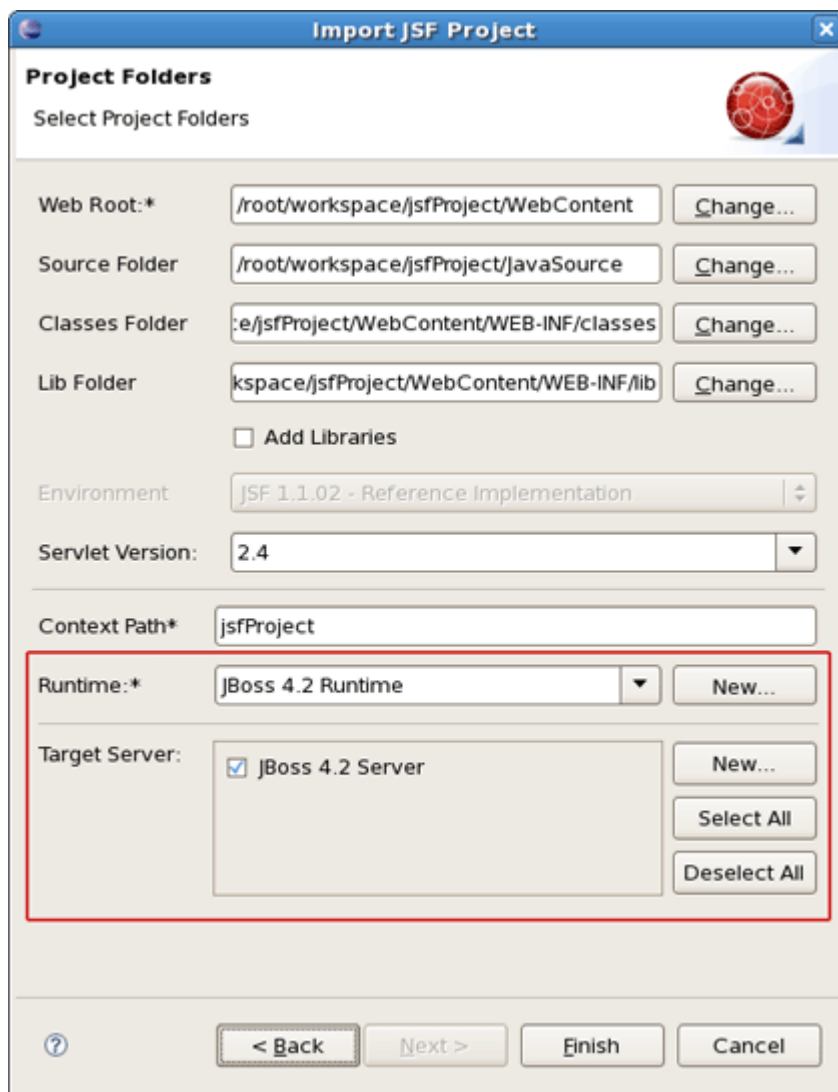 Import JSF Project
Project Folders
Select Project Folders
Web Root:* /root/workspace/jsfProject/WebContent Change...
Source Folder /root/workspace/jsfProject/JavaSource Change...
Classes Folder :e/jsfProject/WebContent/WEB-INF/classes Change...
Lib Folder kspace/jsfProject/WebContent/WEB-INF/lib Change...
Add Libraries
Environment JSF 1.1.02 - Reference Implementation
Servlet Version: 2.4
Context Path* jsfProject
Runtime:* JBoss 4.2 Runtime New...
Target Server: JBoss 4.2 Server New...
Select All
Deselect All
? < Back Next > Finish Cancel